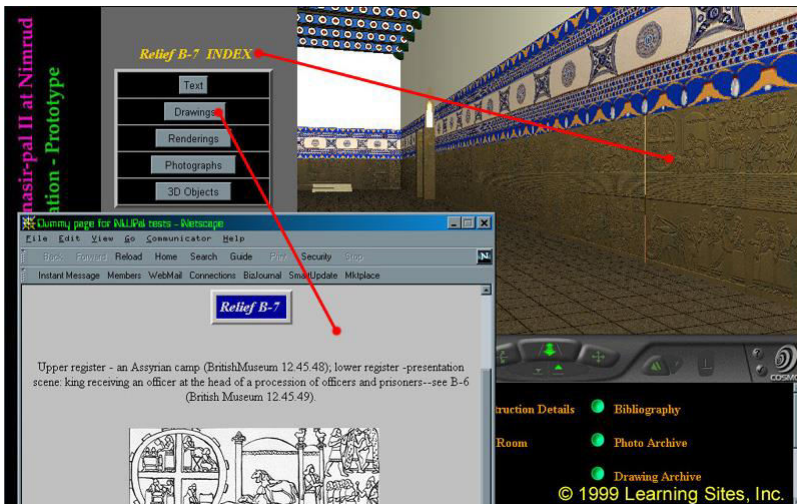 nasir-pal II at Nimrud
ation - Prototype
Relief B-7 INDEX
Text
Drawings
Renderings
Photographs
3D Objects
Dummy page for NWPal tests - Netscape
File Edit View Go Communicator Help
Back Forward Reload Home Search Guide Print Security Stop
N
Instant Message Members WebMail Connections BizJournal SmartUpdate Mktplace
Relief B-7
Upper register - an Assyrian camp (BritishMuseum 12.45.48); lower register -presentation
scene: king receiving an officer at the head of a procession of officers and prisoners--see B-6
(British Museum 12.45.49).
COSMO
truction Details
Bibliography
Room
Photo Archive
Drawing Archive
© 1999 Learning Sites, Inc.